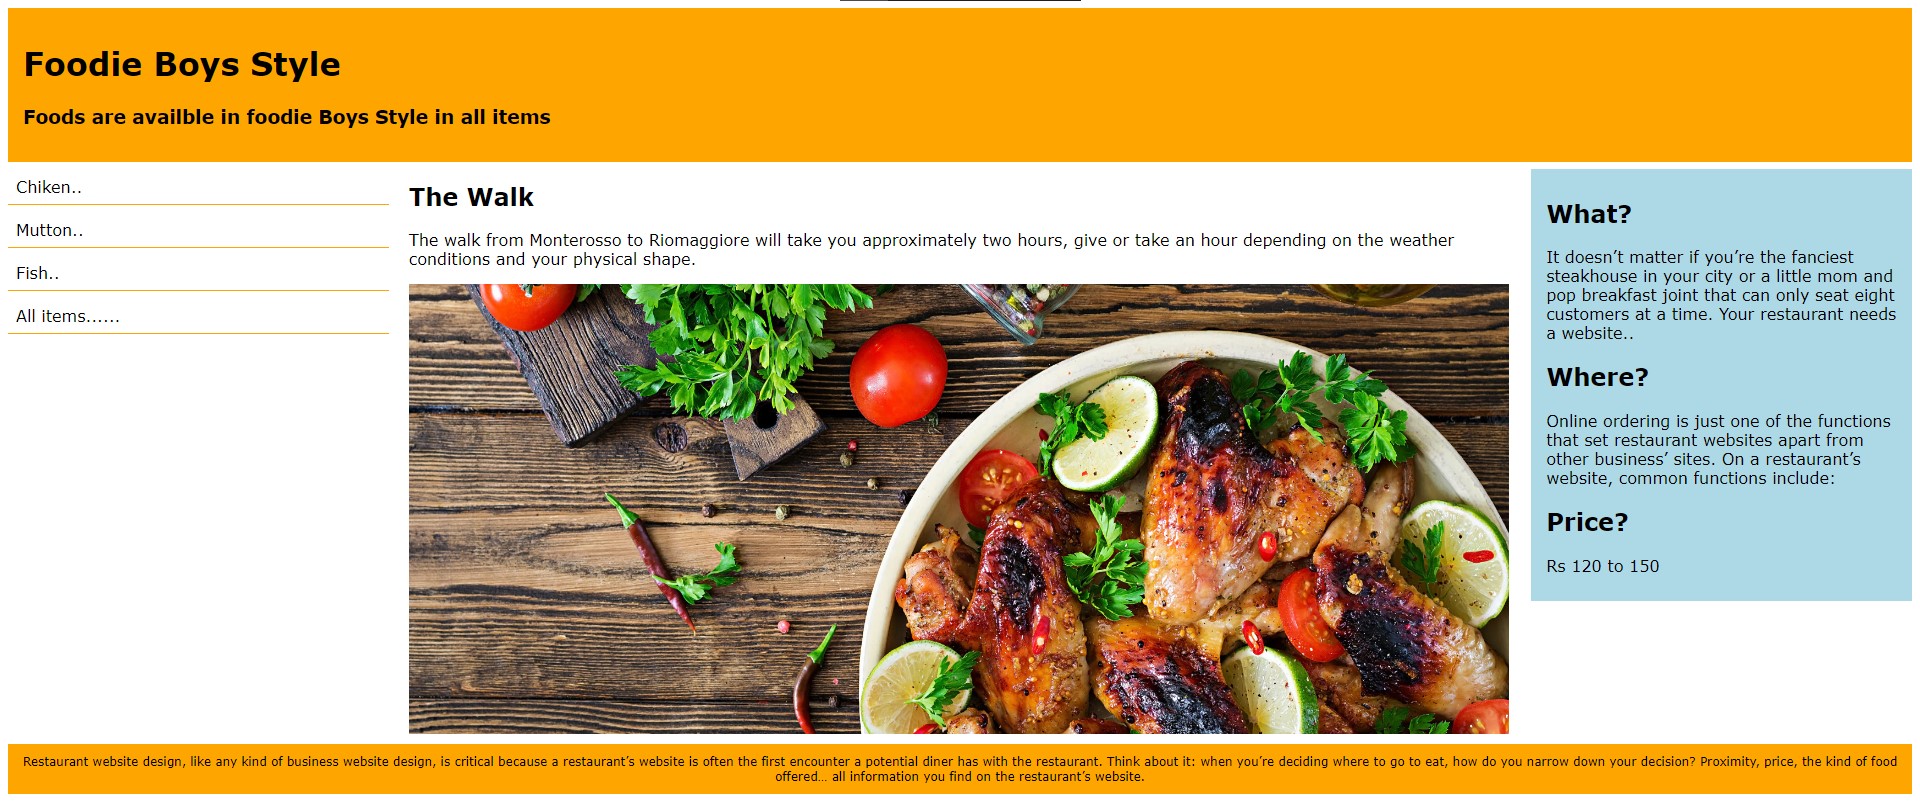 Foodie Boys Style
Foods are availble in foodie Boys Style in all items
Chiken..
Mutton..
Fish..
All items......
The Walk
The walk from Monterosso to Riomaggiore will take you approximately two hours, give or take an hour depending on the weather
conditions and your physical shape.
What?
It doesn’t matter if you’re the fanciest
steakhouse in your city or a little mom and
pop breakfast joint that can only seat eight
customers at a time. Your restaurant needs
a website..
Where?
Online ordering is just one of the functions
that set restaurant websites apart from
other business’ sites. On a restaurant’s
website, common functions include:
Price?
Rs 120 to 150
Restaurant website design, like any kind of business website design, is critical because a restaurant’s website is often the first encounter a potential diner has with the restaurant. Think about it: when you’re deciding where to go to eat, how do you narrow down your decision? Proximity, price, the kind of food
offered… all information you find on the restaurant’s website.